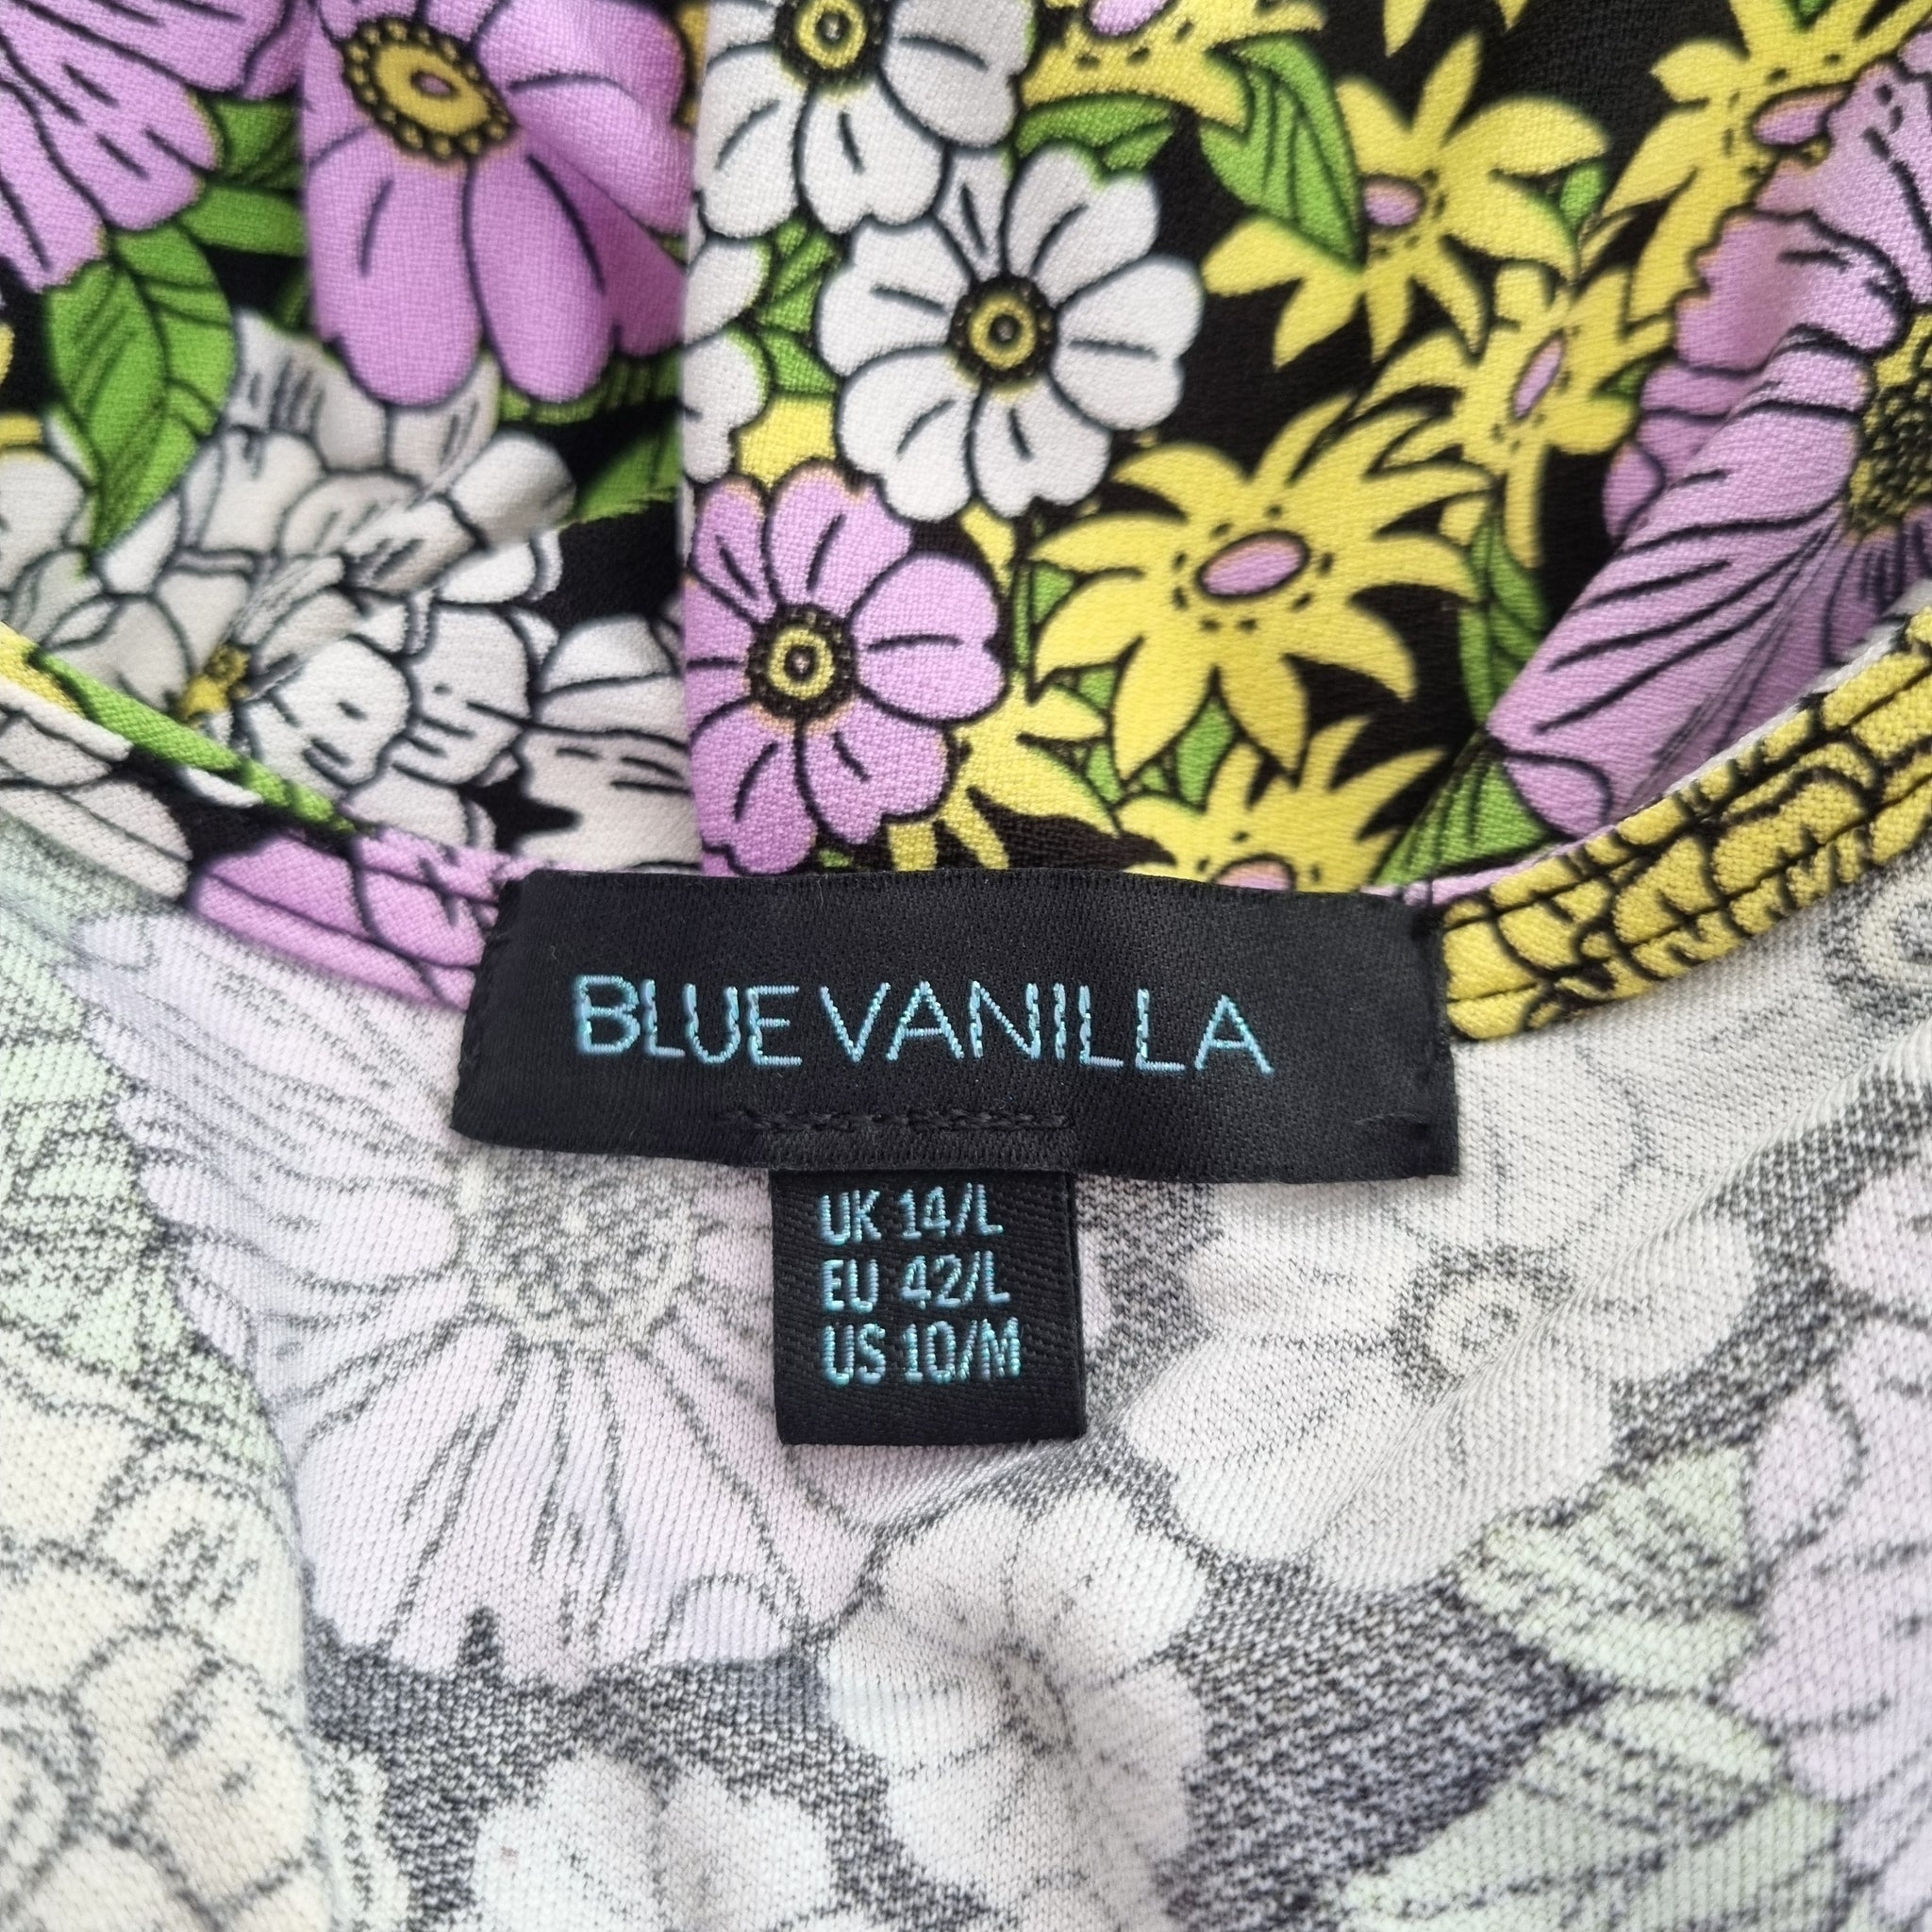 BLUE VANILLA
UK 14/L
EU 42/L
US 10/M